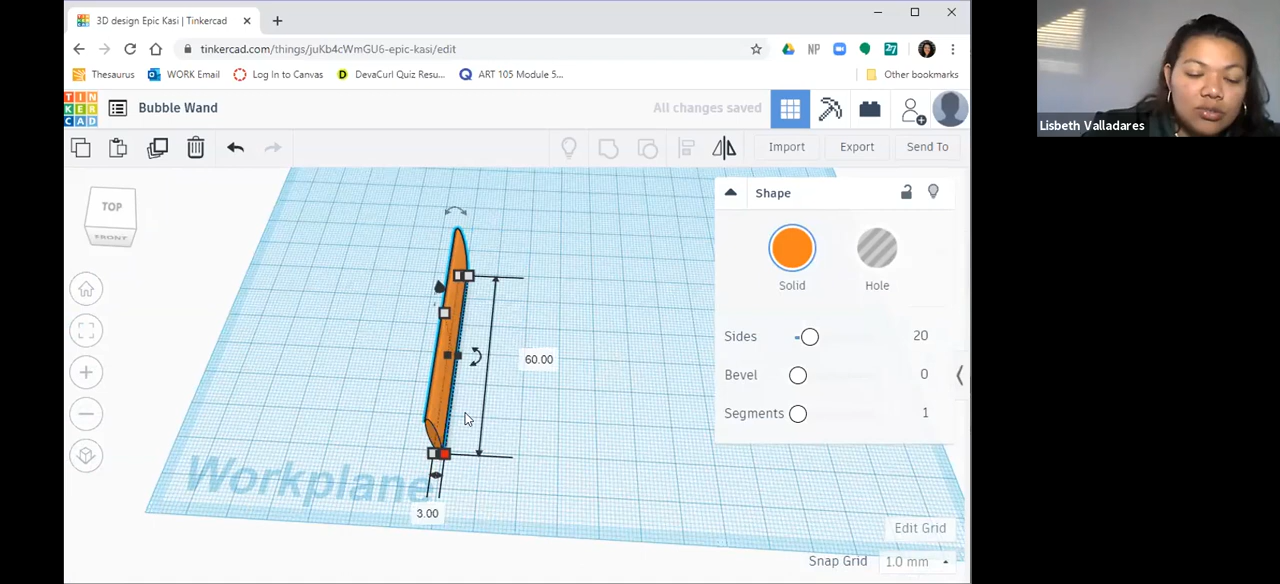 3D design Epic Kasi | Tinkercad
tinkercad.com/things/juKb4cWmGU6-epic-kasi/edit
NP
27
Thesaurus
WORK Email
Log In to Canvas
D
DevaCurl Quiz Resu...
Q
ART 105 Module 5...
Other bookmarks
TIN
KER
CAD
Bubble Wand
All changes saved
Import
Export
Send To
TOP
FRONT
Shape
Solid
Hole
Sides
20
Bevel
0
Segments
1
60.00
3.00
Workplane
Edit Grid
Snap Grid
1.0 mm
Lisbeth Valladares